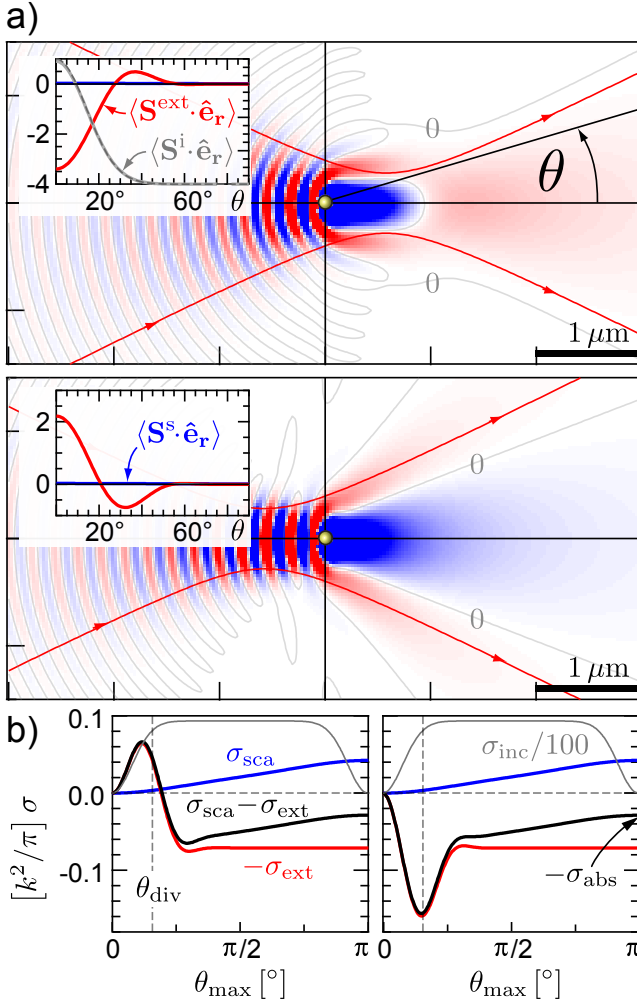 a)
0
-2
-4
20° 60° θ
⟨S^ext·ê_r⟩
⟨S^i·ê_r⟩
0
θ
0
1 μm
2
0
20° 60° θ
⟨S^s·ê_r⟩
0
0
1 μm
b)
0.1
0.0
-0.1
[k²/π] σ
σ_sca
σ_sca−σ_ext
−σ_ext
θ_div
σ_inc/100
−σ_abs
0 π/2 π
0 π/2 π
θ_max [°]
θ_max [°]